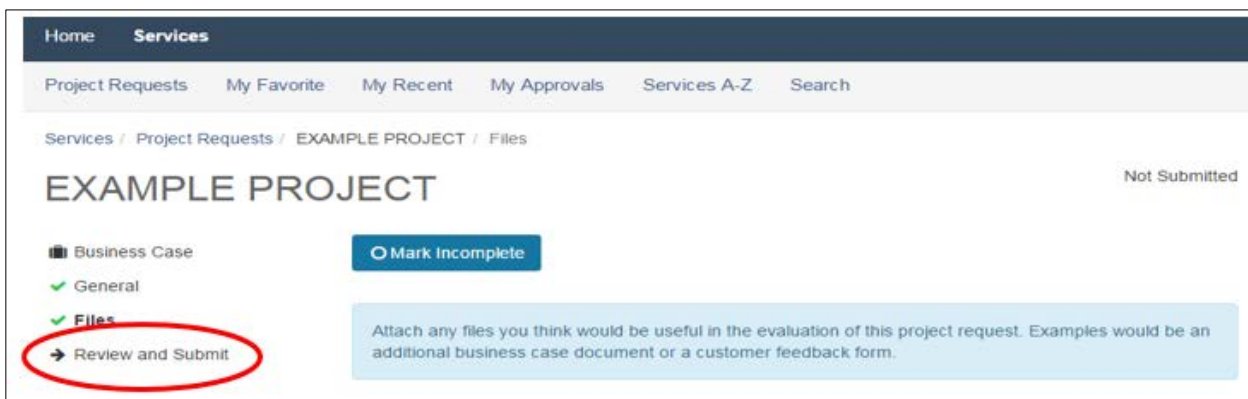 Home Services
Project Requests My Favorite My Recent My Approvals Services A-Z Search
Services / Project Requests / EXAMPLE PROJECT / Files
EXAMPLE PROJECT
Not Submitted
Business Case
General
Files
Review and Submit
Mark Incomplete
Attach any files you think would be useful in the evaluation of this project request. Examples would be an
additional business case document or a customer feedback form.